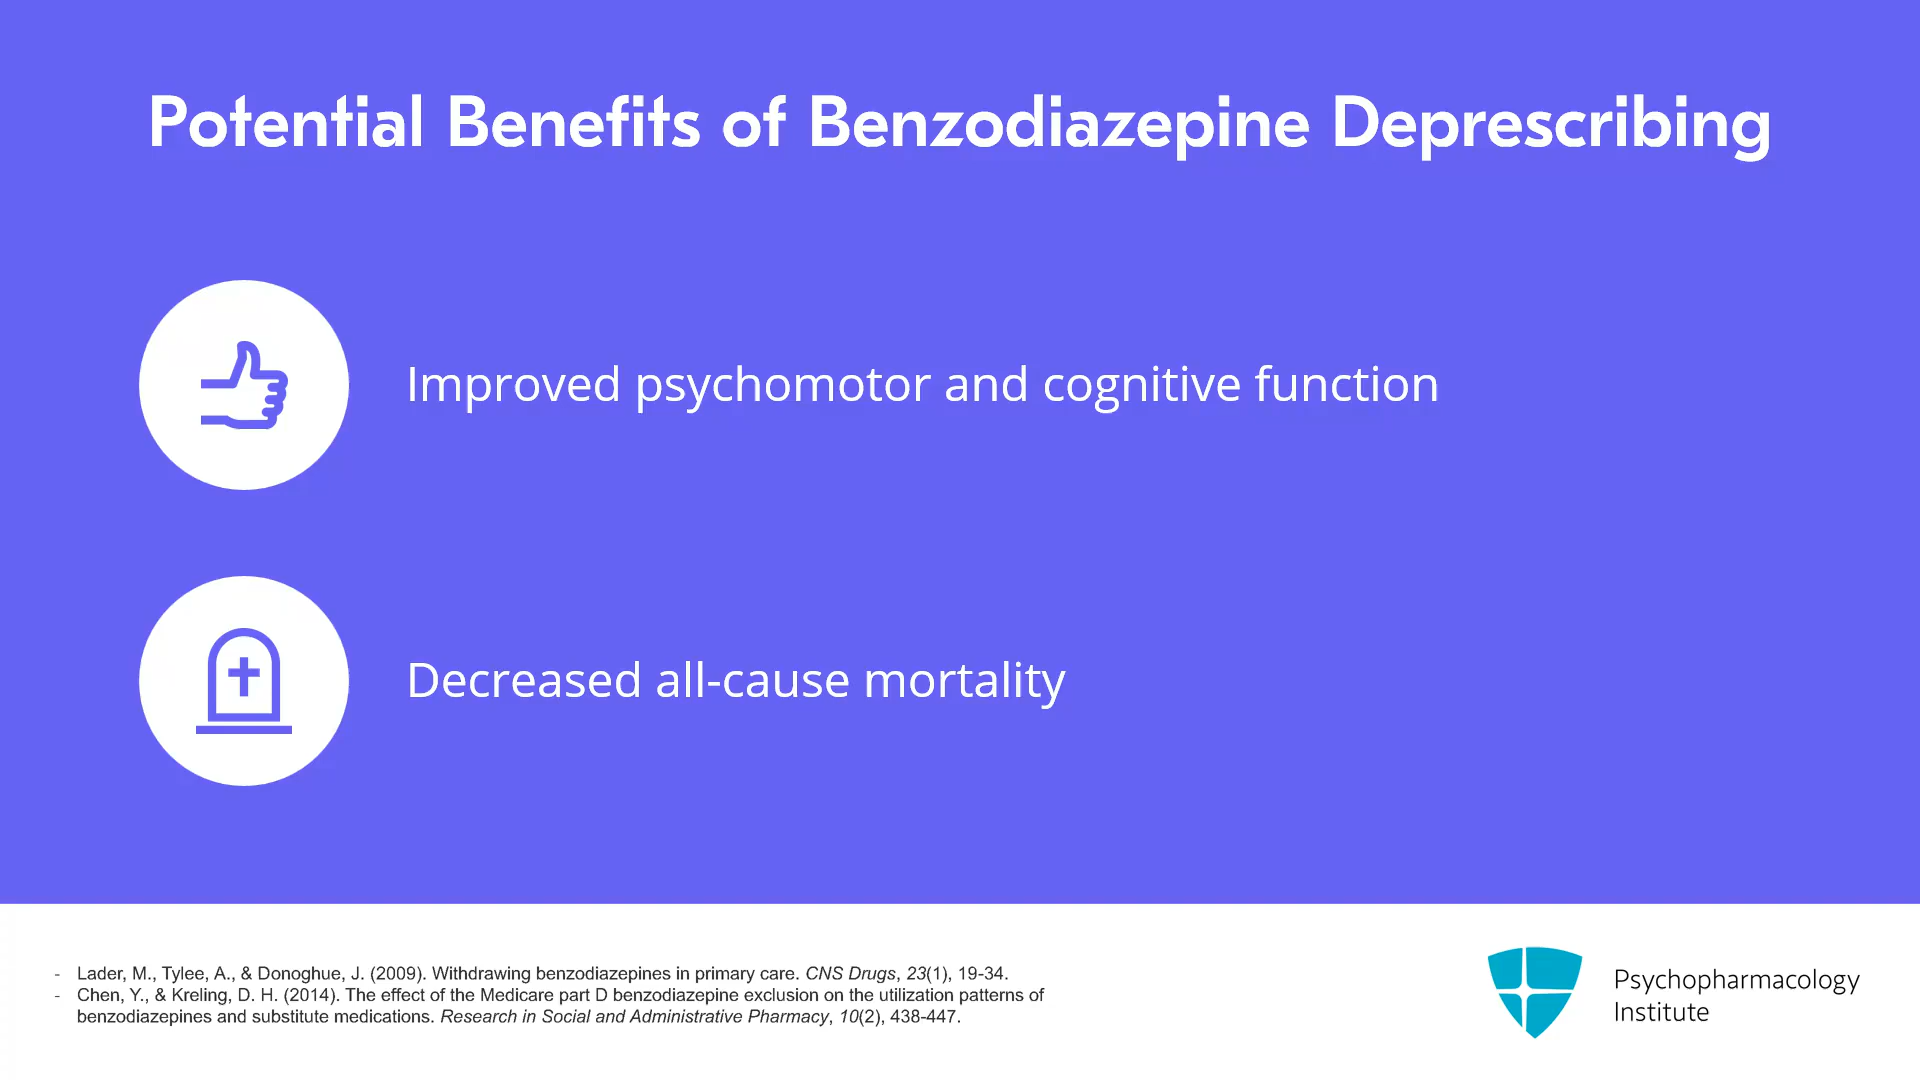 Potential Benefits of Benzodiazepine Deprescribing
Improved psychomotor and cognitive function
Decreased all-cause mortality
- Lader, M., Tylee, A., & Donoghue, J. (2009). Withdrawing benzodiazepines in primary care. CNS Drugs, 23(1), 19-34.
- Chen, Y., & Kreling, D. H. (2014). The effect of the Medicare part D benzodiazepine exclusion on the utilization patterns of
benzodiazepines and substitute medications. Research in Social and Administrative Pharmacy, 10(2), 438-447.
Psychopharmacology
Institute